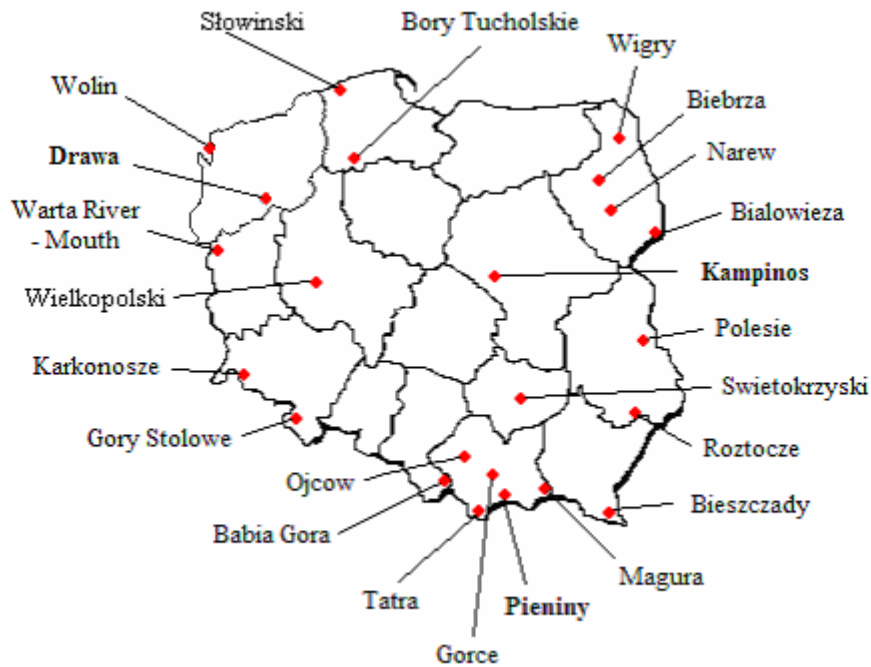 Słowinski
Bory Tucholskie
Wigry
Wolin
Biebrza
Drawa
Narew
Warta River
- Mouth
Bialowieza
Kampinos
Wielkopolski
Polesie
Karkonosze
Swietokrzyski
Gory Stolowe
Roztocze
Ojcow
Bieszczady
Babia Gora
Magura
Tatra
Pieniny
Gorce